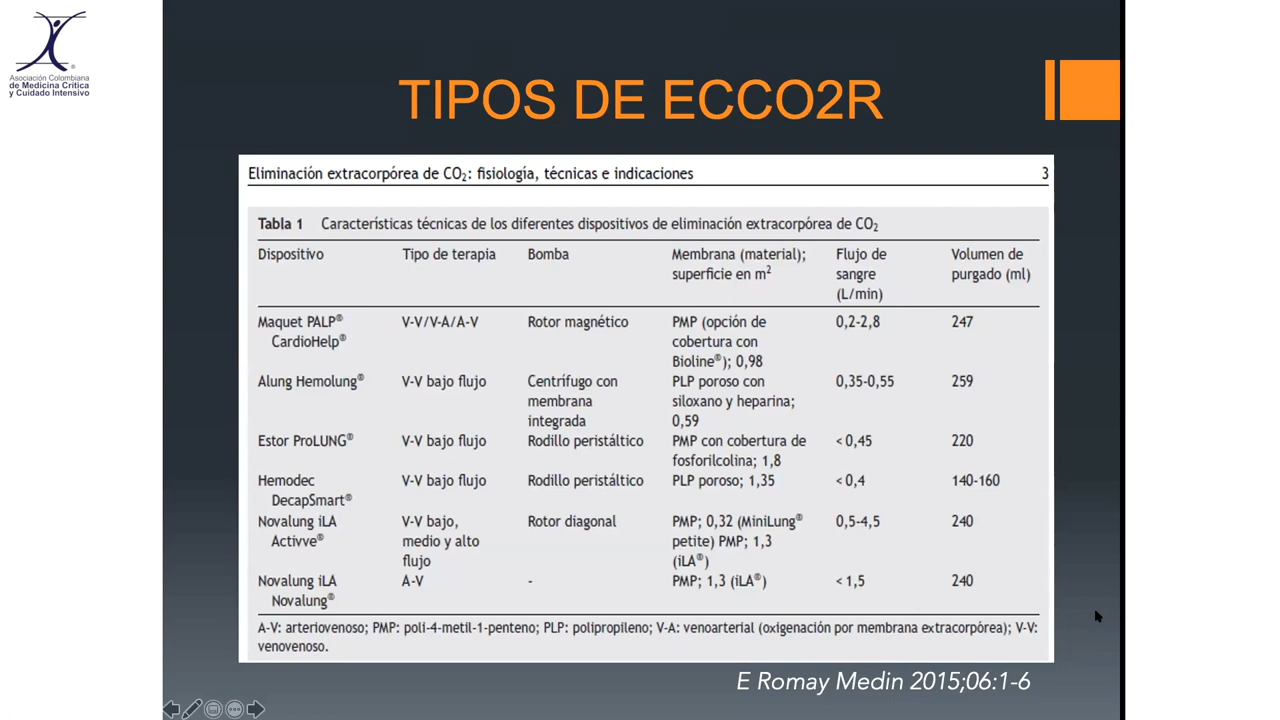 Asociación Colombiana
de Medicina Crítica
y Cuidado Intensivo
TIPOS DE ECCO2R
Eliminación extracorpórea de CO₂: fisiología, técnicas e indicaciones 3
Tabla 1 Características técnicas de los diferentes dispositivos de eliminación extracorpórea de CO₂
Dispositivo Tipo de terapia Bomba Membrana (material); superficie en m² Flujo de sangre (L/min) Volumen de purgado (ml)
Maquet PALP® CardioHelp® V-V/V-A/A-V Rotor magnético PMP (opción de cobertura con Bioline®); 0,98 0,2-2,8 247
Alung Hemolung® V-V bajo flujo Centrífugo con membrana integrada PLP poroso con siloxano y heparina; 0,59 0,35-0,55 259
Estor ProLUNG® V-V bajo flujo Rodillo peristáltico PMP con cobertura de fosforilcolina; 1,8 < 0,45 220
Hemodec DecapSmart® V-V bajo flujo Rodillo peristáltico PLP poroso; 1,35 < 0,4 140-160
Novalung iLA Activve® V-V bajo, medio y alto flujo Rotor diagonal PMP; 0,32 (MiniLung® petite) PMP; 1,3 (iLA®) 0,5-4,5 240
Novalung iLA Novalung® A-V - PMP; 1,3 (iLA®) < 1,5 240
A-V: arteriovenoso; PMP: poli-4-metil-1-penteno; PLP: polipropileno; V-A: venoarterial (oxigenación por membrana extracorpórea); V-V:
venovenoso.
E Romay Medin 2015;06:1-6